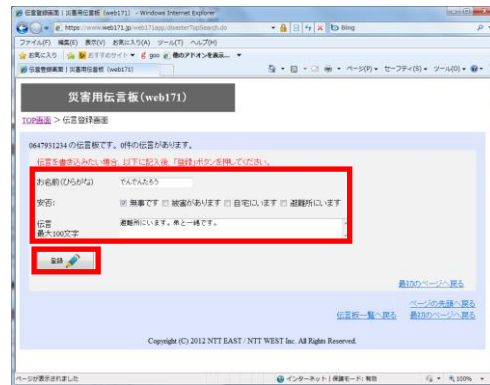 伝言登録画面 | 災害用伝言板 (web171) - Windows Internet Explorer
https://www.web171.jp/web171app/disasterTopSearch.do
Bing
ファイル(F) 編集(E) 表示(V) お気に入り(A) ツール(T) ヘルプ(H)
お気に入り おすすめサイト goo 他のアドオンを表示...
伝言登録画面 | 災害用伝言板 (web171)
ページ(P) セーフティ(S) ツール(O)
災害用伝言板(web171)
TOP画面 > 伝言登録画面
0647931234 の伝言板です。0件の伝言があります。
伝言を書き込みたい場合、以下に記入後、「登録」ボタンを押してください。
お名前(ひらがな) でんでんたろう
安否: 無事です 被害があります 自宅にいます 避難所にいます
伝言 避難所にいます。弟と一緒です。
最大100文字
登録
最初のページへ戻る
ページの先頭へ戻る
伝言板一覧へ戻る 最初のページへ戻る
Copyright (C) 2012 NTT EAST / NTT WEST Inc. All Rights Reserved.
ページが表示されました インターネット | 保護モード: 無効 100%